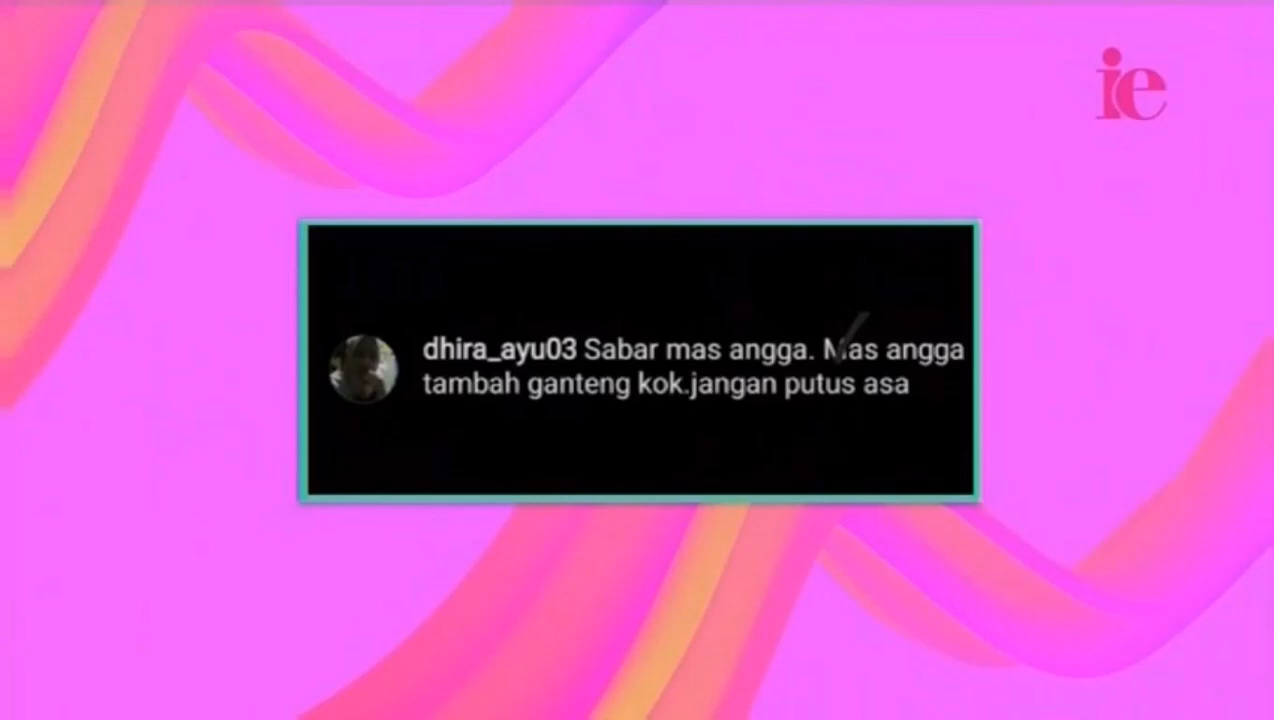 ie
dhira_ayu03 Sabar mas angga. Mas angga
tambah ganteng kok.jangan putus asa